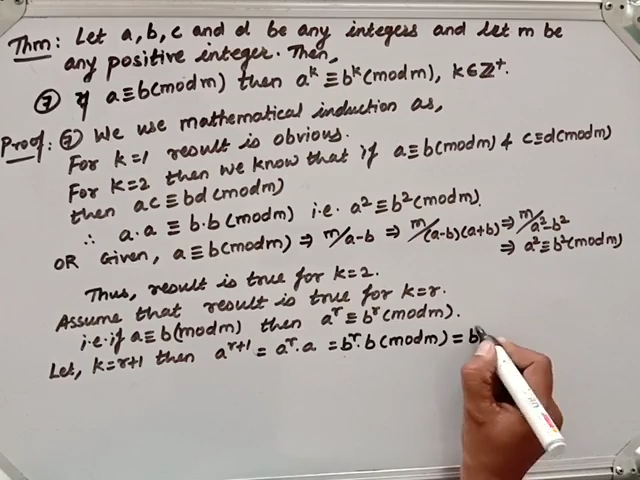 Thm: Let a, b, c and d be any integers and let m be
any positive integer. Then,
⑦ if a≡b(mod m) then a^k ≡ b^k (mod m), k∈Z⁺.
Proof: ⑦ We use mathematical induction as,
For k=1 result is obvious.
For k=2 then we know that if a≡b(mod m) & c≡d(mod m)
then ac ≡ bd (mod m)
∴ a.a ≡ b.b (mod m) i.e. a² ≡ b² (mod m).
OR Given, a≡b(mod m) ⇒ m/a-b ⇒ m/(a-b)(a+b) ⇒ m/a²-b²
⇒ a² ≡ b² (mod m)
Thus, result is true for k=2.
Assume that result is true for k=r.
i.e. if a≡b(mod m) then a^r ≡ b^r (mod m).
Let, k=r+1 then a^{r+1} = a^r.a = b^r.b (mod m) = b